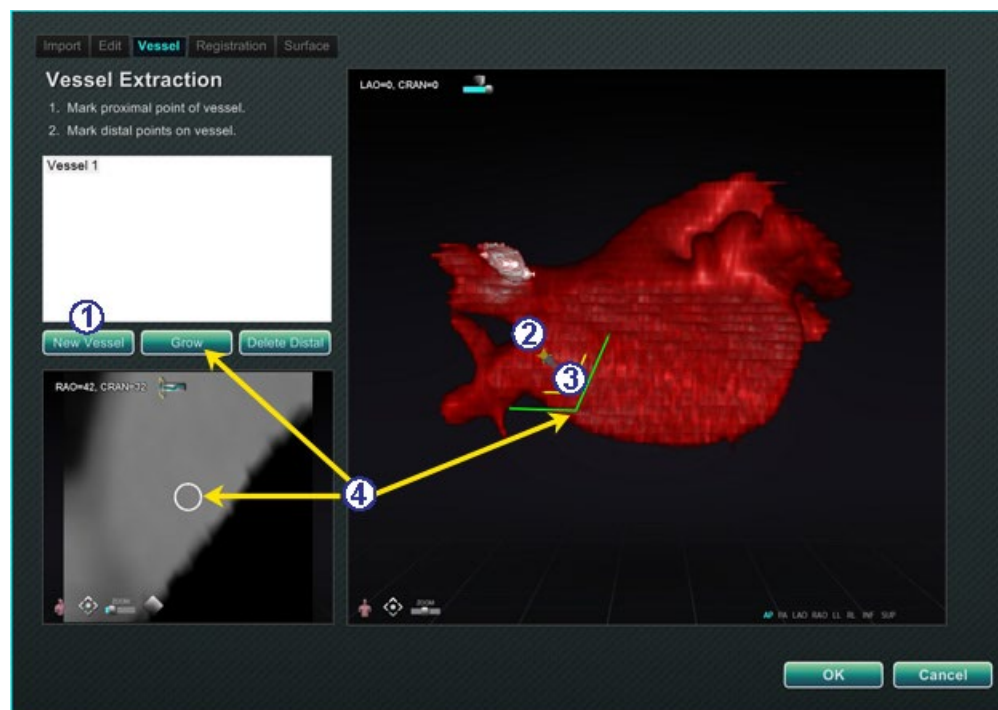 Import Edit Vessel Registration Surface
Vessel Extraction
1. Mark proximal point of vessel.
2. Mark distal points on vessel.
Vessel 1
1
New Vessel Grow Delete Distal
LAO=0, CRAN=0
2
3
RAO=42, CRAN=32
4
ZOOM
ZOOM
AP PA LAO RAO LL RL INF SUP
OK Cancel